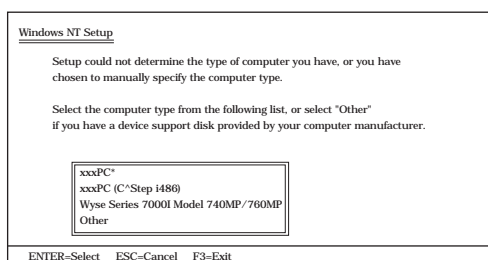 Windows NT Setup
Setup could not determine the type of computer you have, or you have
chosen to manually specify the computer type.
Select the computer type from the following list, or select "Other"
if you have a device support disk provided by your computer manufacturer.
xxxPC*
xxxPC (C^Step i486)
Wyse Series 7000I Model 740MP/760MP
Other
ENTER=Select ESC=Cancel F3=Exit